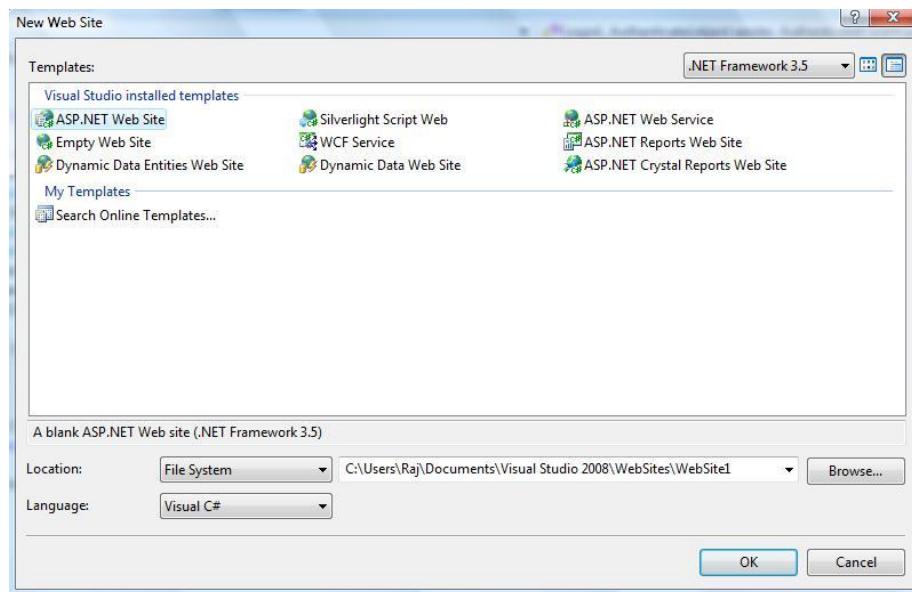 New Web Site
Templates: .NET Framework 3.5
Visual Studio installed templates
ASP.NET Web Site Silverlight Script Web ASP.NET Web Service
Empty Web Site WCF Service ASP.NET Reports Web Site
Dynamic Data Entities Web Site Dynamic Data Web Site ASP.NET Crystal Reports Web Site
My Templates
Search Online Templates...
A blank ASP.NET Web site (.NET Framework 3.5)
Location: File System C:\Users\Raj\Documents\Visual Studio 2008\WebSites\WebSite1 Browse...
Language: Visual C#
OK Cancel